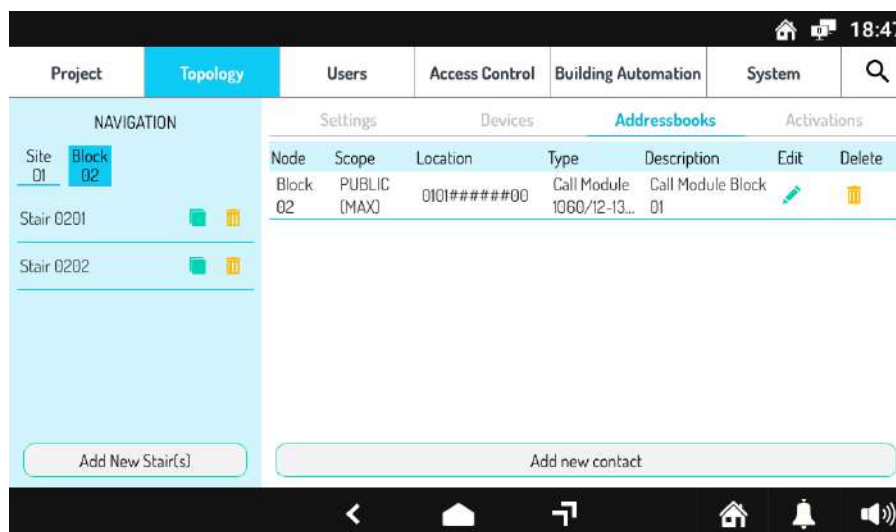 18:47
Project Topology Users Access Control Building Automation System
NAVIGATION
Settings Devices Addressbooks Activations
Site Block
01 02
Node Scope Location Type Description Edit Delete
Block PUBLIC 0101######00 Call Module Call Module Block
02 (MAX) 1060/12-13... 01
Stair 0201
Stair 0202
Add New Stair(s)
Add new contact